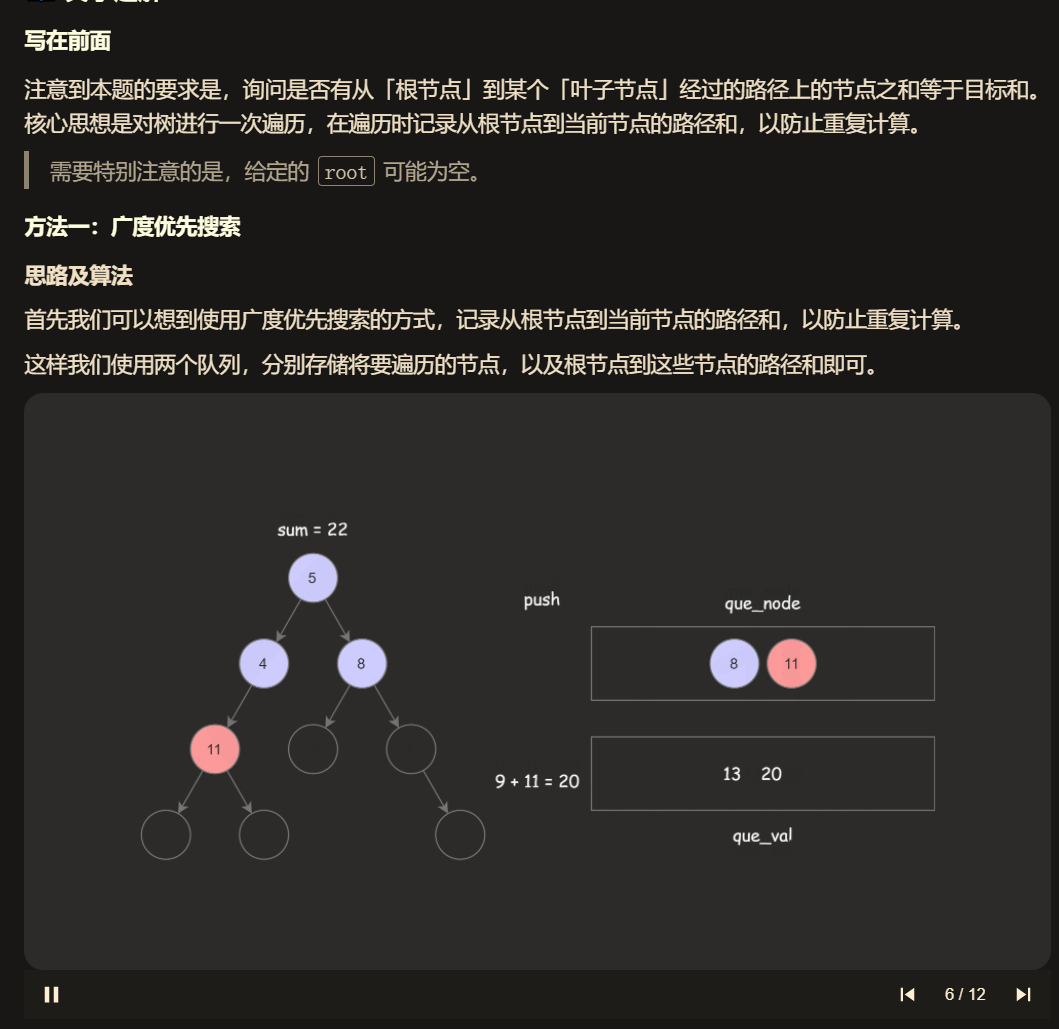 写在前面
注意到本题的要求是，询问是否有从「根节点」到某个「叶子节点」经过的路径上的节点之和等于目标和。
核心思想是对树进行一次遍历，在遍历时记录从根节点到当前节点的路径和，以防止重复计算。
需要特别注意的是，给定的 root 可能为空。
方法一：广度优先搜索
思路及算法
首先我们可以想到使用广度优先搜索的方式，记录从根节点到当前节点的路径和，以防止重复计算。
这样我们使用两个队列，分别存储将要遍历的节点，以及根节点到这些节点的路径和即可。
sum = 22
5
4 8
11
push
que_node
8 11
9 + 11 = 20
13 20
que_val
6 / 12